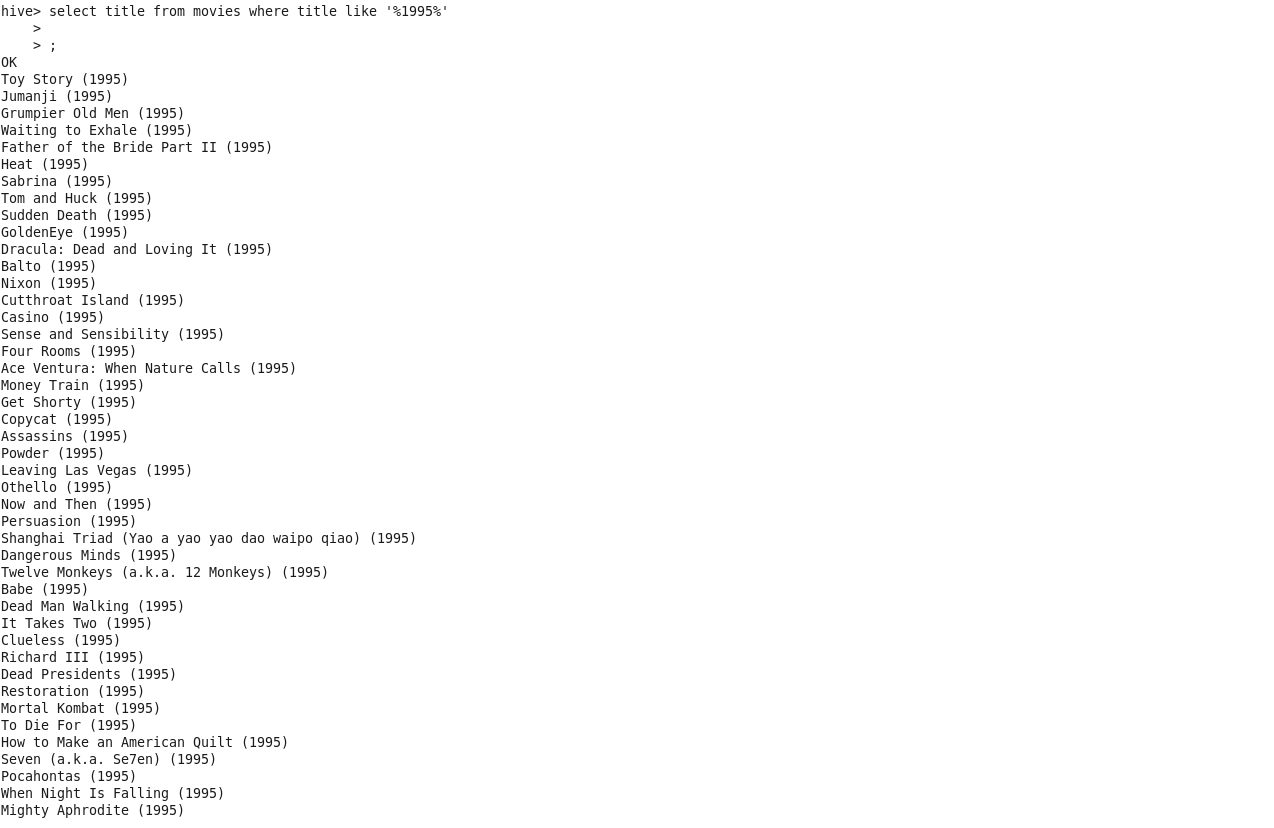 hive> select title from movies where title like '%1995%'
    >
    > ;
OK
Toy Story (1995)
Jumanji (1995)
Grumpier Old Men (1995)
Waiting to Exhale (1995)
Father of the Bride Part II (1995)
Heat (1995)
Sabrina (1995)
Tom and Huck (1995)
Sudden Death (1995)
GoldenEye (1995)
Dracula: Dead and Loving It (1995)
Balto (1995)
Nixon (1995)
Cutthroat Island (1995)
Casino (1995)
Sense and Sensibility (1995)
Four Rooms (1995)
Ace Ventura: When Nature Calls (1995)
Money Train (1995)
Get Shorty (1995)
Copycat (1995)
Assassins (1995)
Powder (1995)
Leaving Las Vegas (1995)
Othello (1995)
Now and Then (1995)
Persuasion (1995)
Shanghai Triad (Yao a yao yao dao waipo qiao) (1995)
Dangerous Minds (1995)
Twelve Monkeys (a.k.a. 12 Monkeys) (1995)
Babe (1995)
Dead Man Walking (1995)
It Takes Two (1995)
Clueless (1995)
Richard III (1995)
Dead Presidents (1995)
Restoration (1995)
Mortal Kombat (1995)
To Die For (1995)
How to Make an American Quilt (1995)
Seven (a.k.a. Se7en) (1995)
Pocahontas (1995)
When Night Is Falling (1995)
Mighty Aphrodite (1995)